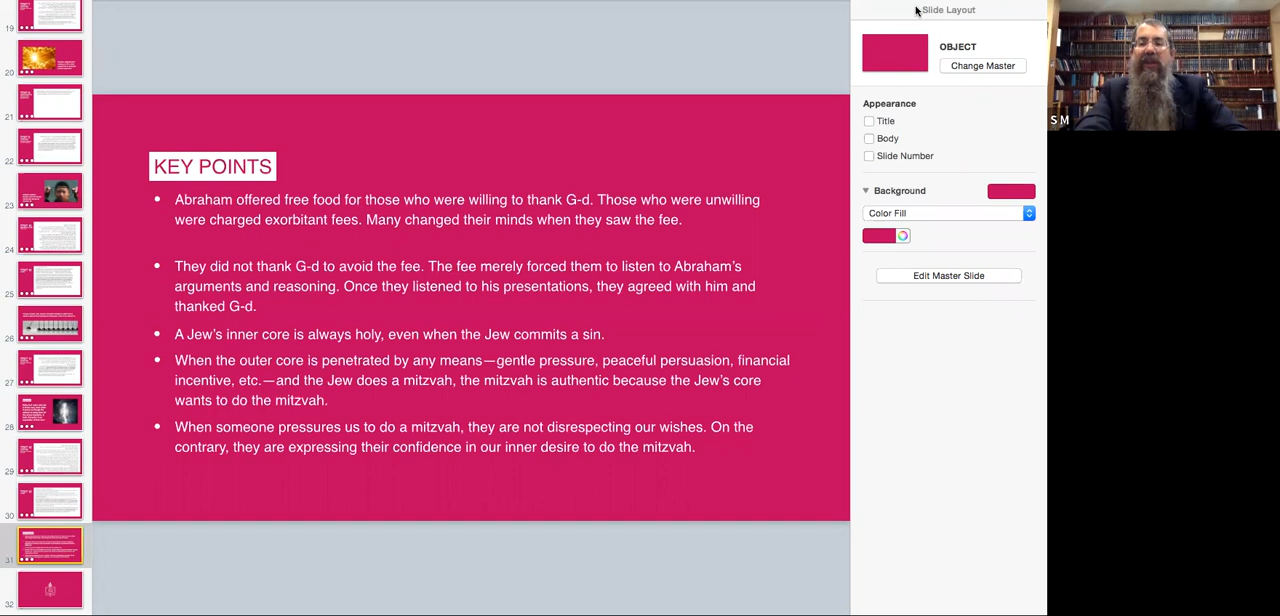 19
20
21
22
23
24
25
26
27
28
29
30
31
32
KEY POINTS
• Abraham offered free food for those who were willing to thank G-d. Those who were unwilling
were charged exorbitant fees. Many changed their minds when they saw the fee.
• They did not thank G-d to avoid the fee. The fee merely forced them to listen to Abraham's
arguments and reasoning. Once they listened to his presentations, they agreed with him and
thanked G-d.
• A Jew's inner core is always holy, even when the Jew commits a sin.
• When the outer core is penetrated by any means—gentle pressure, peaceful persuasion, financial
incentive, etc.—and the Jew does a mitzvah, the mitzvah is authentic because the Jew's core
wants to do the mitzvah.
• When someone pressures us to do a mitzvah, they are not disrespecting our wishes. On the
contrary, they are expressing their confidence in our inner desire to do the mitzvah.
Slide Layout
OBJECT
Change Master
Appearance
Title
Body
Slide Number
Background
Color Fill
Edit Master Slide
S M